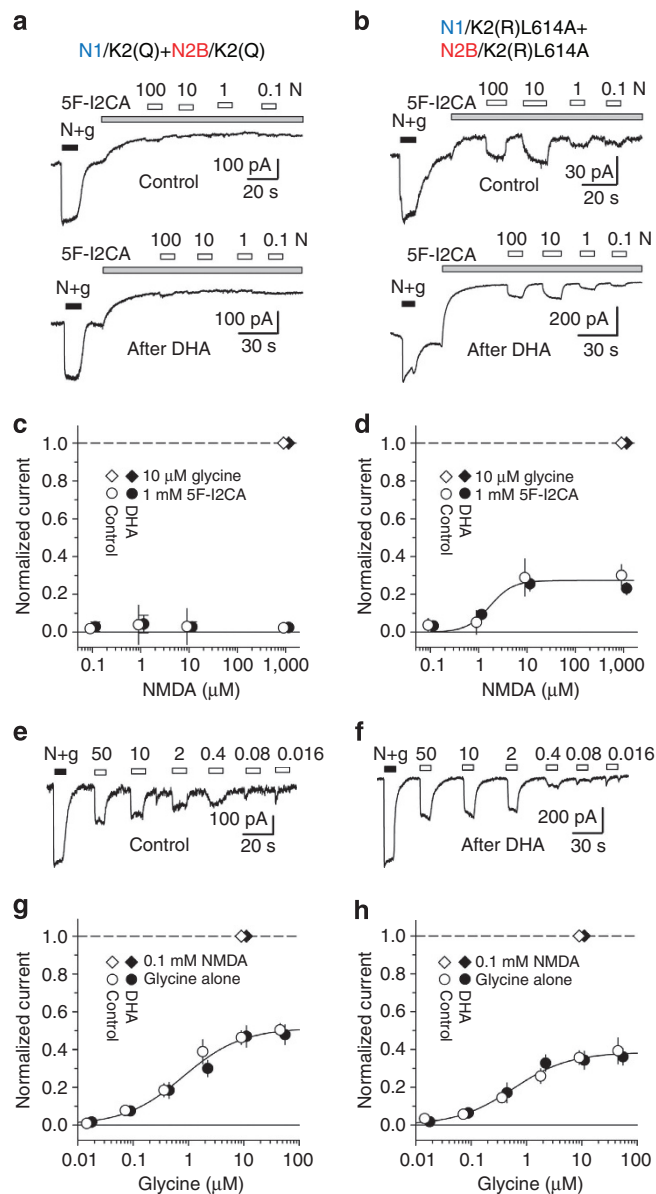 a
N1/K2(Q)+N2B/K2(Q)
100 10 1 0.1 N
5F-I2CA
N+g
100 pA
20 s
Control
100 10 1 0.1 N
5F-I2CA
N+g
100 pA
30 s
After DHA
b
N1/K2(R)L614A+
N2B/K2(R)L614A
100 10 1 0.1 N
5F-I2CA
N+g
30 pA
20 s
Control
100 10 1 0.1 N
5F-I2CA
N+g
200 pA
30 s
After DHA
c
Normalized current
1.0
0.8
0.6
0.4
0.2
0.0
10 μM glycine
1 mM 5F-I2CA
DHA
Control
0.1 1 10 100 1,000
NMDA (μM)
d
Normalized current
1.0
0.8
0.6
0.4
0.2
0.0
10 μM glycine
1 mM 5F-I2CA
DHA
Control
0.1 1 10 100 1,000
NMDA (μM)
e
N+g 50 10 2 0.4 0.08 0.016
100 pA
20 s
Control
f
N+g 50 10 2 0.4 0.08 0.016
200 pA
30 s
After DHA
g
Normalized current
1.0
0.8
0.6
0.4
0.2
0.0
0.1 mM NMDA
Glycine alone
DHA
Control
0.01 0.1 1 10 100
Glycine (μM)
h
Normalized current
1.0
0.8
0.6
0.4
0.2
0.0
0.1 mM NMDA
Glycine alone
DHA
Control
0.01 0.1 1 10 100
Glycine (μM)